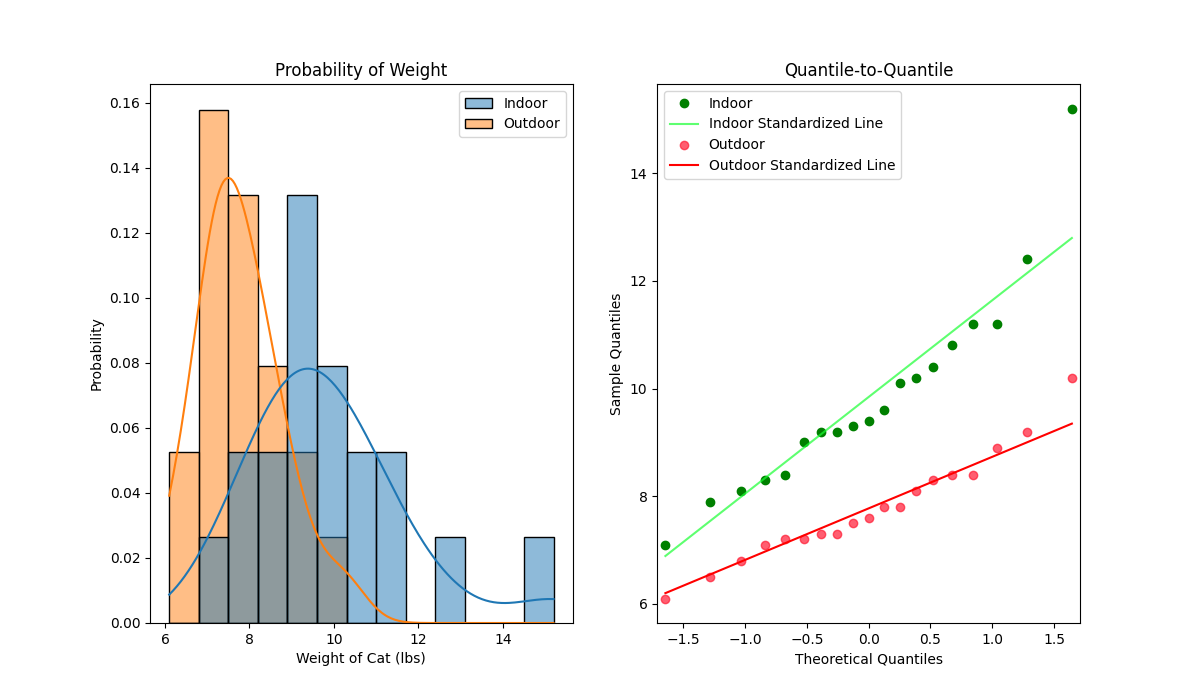 Probability of Weight
Indoor
Outdoor
0.16
0.14
0.12
0.10
0.08
0.06
0.04
0.02
0.00
Probability
6 8 10 12 14
Weight of Cat (lbs)
Quantile-to-Quantile
Indoor
Indoor Standardized Line
Outdoor
Outdoor Standardized Line
14
12
10
8
6
Sample Quantiles
−1.5 −1.0 −0.5 0.0 0.5 1.0 1.5
Theoretical Quantiles